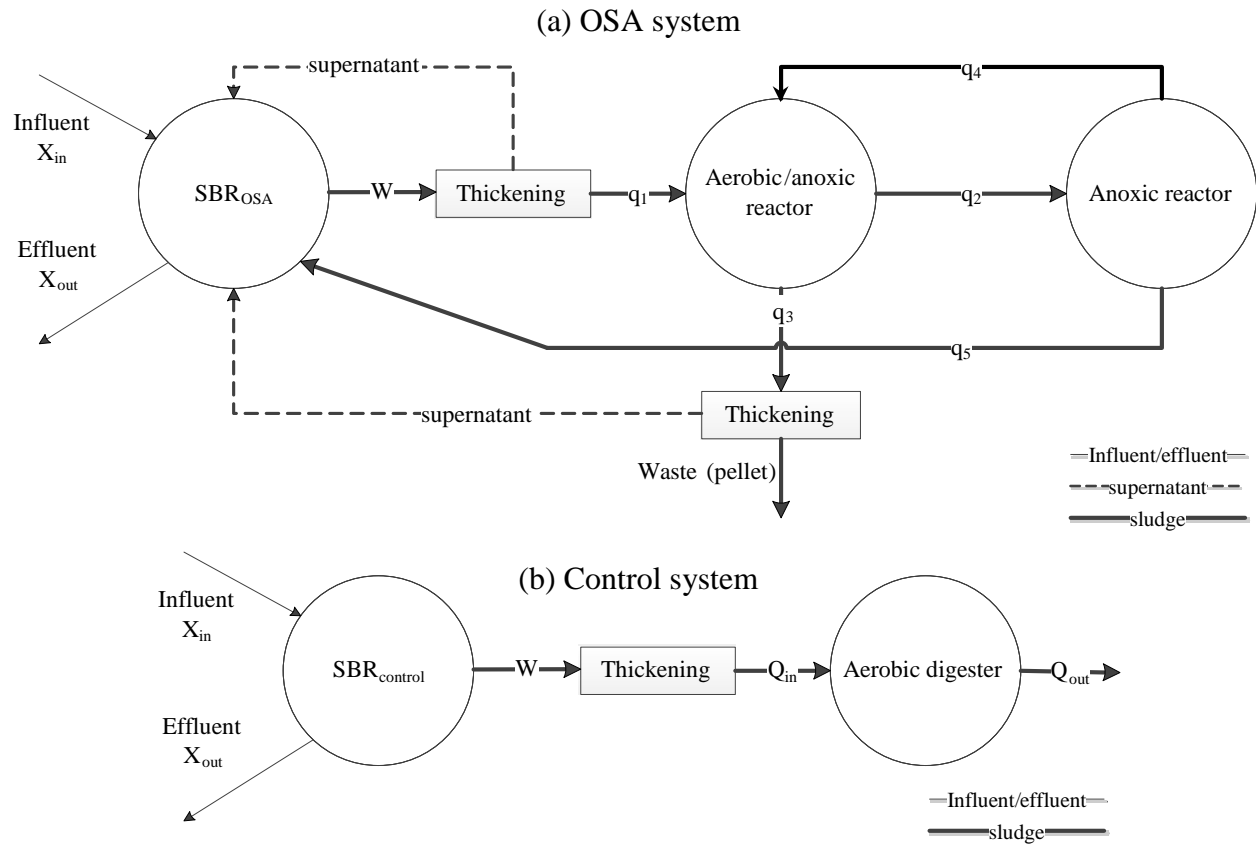 (a) OSA system
supernatant
q4
Influent
Xin
SBROSA
W
Thickening
q1
Aerobic/anoxic
reactor
q2
Anoxic reactor
Effluent
Xout
q3
q5
supernatant
Thickening
Waste (pellet)
Influent/effluent
supernatant
sludge
(b) Control system
Influent
Xin
SBRcontrol
W
Thickening
Qin
Aerobic digester
Qout
Effluent
Xout
Influent/effluent
sludge